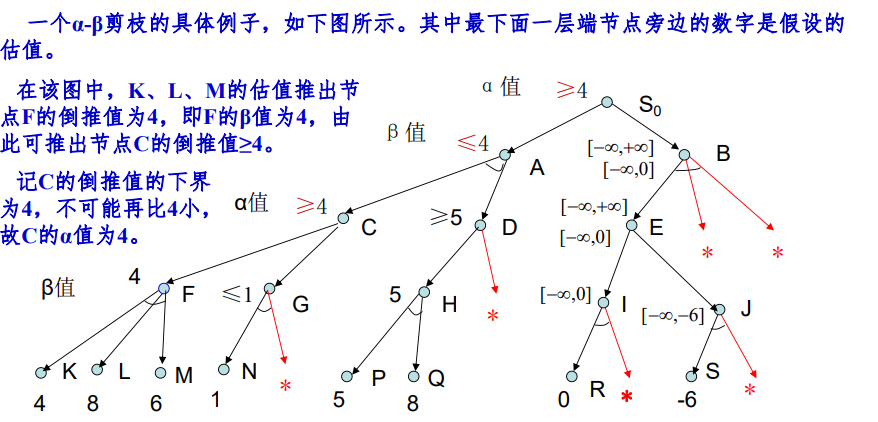 一个α-β剪枝的具体例子，如下图所示。其中最下面一层端节点旁边的数字是假设的
估值。
在该图中，K、L、M的估值推出节
点F的倒推值为4，即F的β值为4，由
此可推出节点C的倒推值≥4。
记C的倒推值的下界
为4，不可能再比4小，
故C的α值为4。
α 值 ≥4 S₀
β 值 ≤4 A [-∞,+∞] B
[-∞,0]
α值 ≥4 C ≥5 D [-∞,+∞] E
[-∞,0]
* *
β值 4 F ≤1 G 5 H * [-∞,0] I [-∞,-6] J
K L M N * P Q R * S *
4 8 6 1 5 8 0 -6